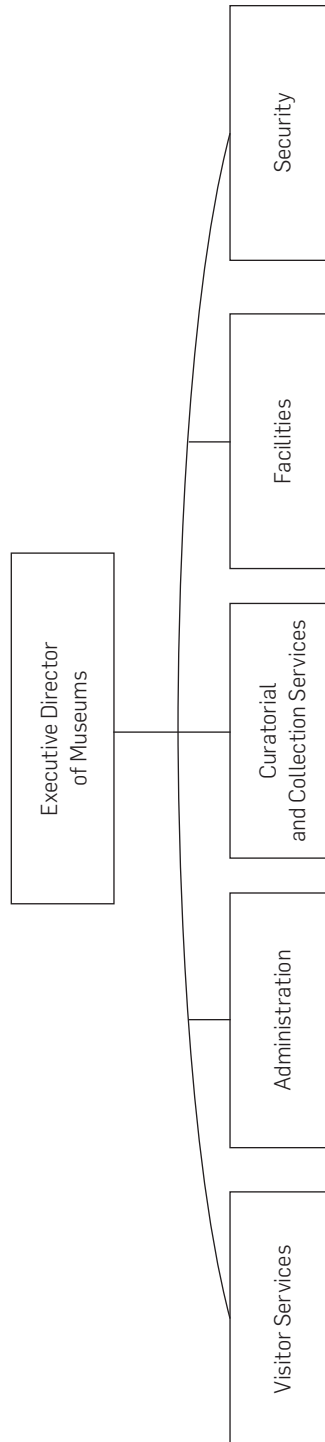 Executive Director
of Museums
Visitor Services
Administration
Curatorial
and Collection Services
Facilities
Security